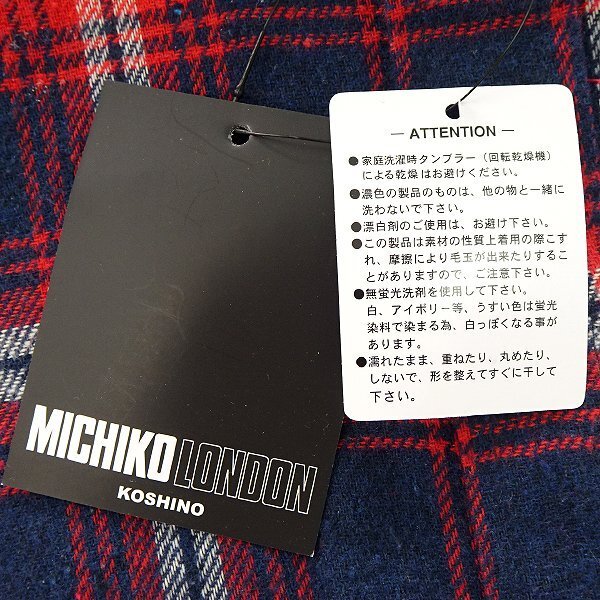 MICHIKO LONDON
KOSHINO
— ATTENTION —
●家庭洗濯時タンブラー（回転乾燥機）
による乾燥はお避けください。
●濃色の製品のものは、他の物と一緒に
洗わないで下さい。
●漂白剤のご使用は、お避け下さい。
●この製品は素材の性質上着用の際こす
れ、摩擦により毛玉が出来たりするこ
とがありますので、ご注意下さい。
●無蛍光洗剤を使用して下さい。
白、アイボリー等、うすい色は蛍光
染料で染まる為、白っぽくなる事が
あります。
●濡れたまま、重ねたり、丸めたり、
しないで、形を整えてすぐに干して
下さい。